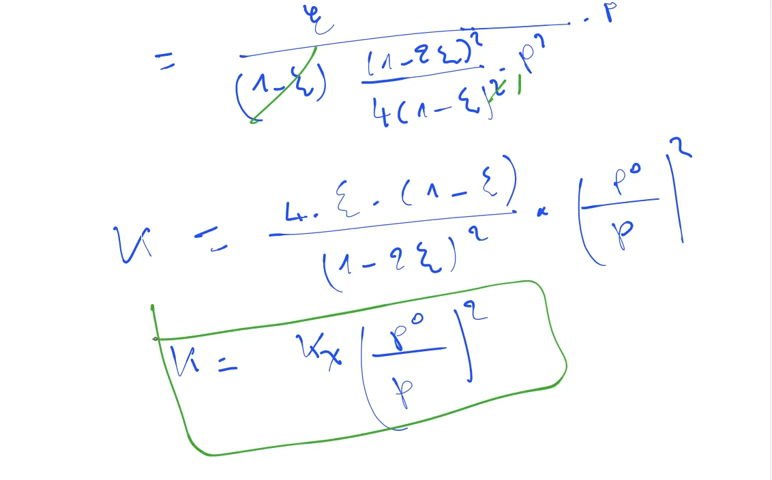 = ξ / ((1-ξ) (1-2ξ)² / 4(1-ξ)² · p²) · p
K = 4·ξ·(1-ξ) / (1-2ξ)² · (p⁰/p)²
K = Kx (p⁰/p)²